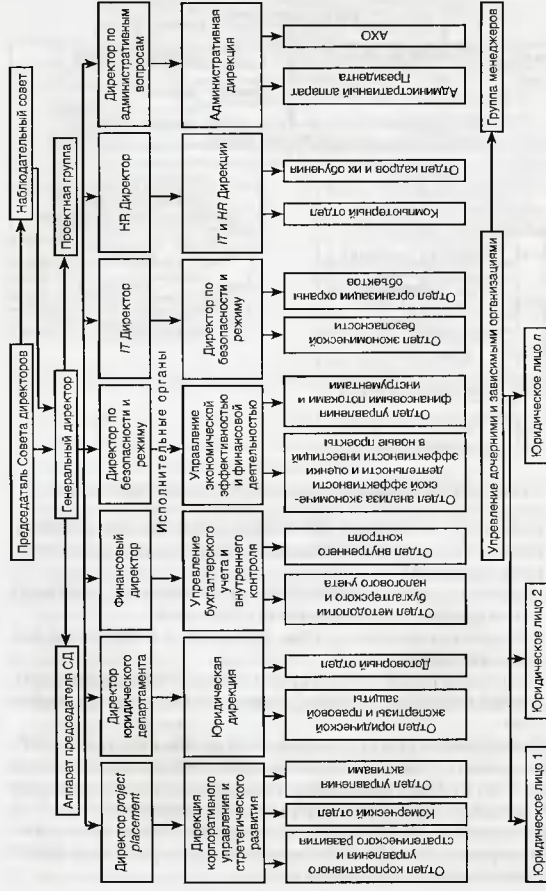 Председатель Совета директоров
Наблюдательный совет
Аппарат председателя СД
Генеральный директор
Проектная группа
Директор project
placement
Директор
юридического
департамента
Финансовый
директор
Директор по
безопасности и
режиму
IT Директор
HR Директор
Директор по
административным
вопросам
Исполнительные органы
Дирекция
корпоративного
управления и
стретегического
развития
Юридическая
дирекция
Упревление
бухгалтерского
учета и
внутреннего
контроля
Управление
экономической
эффективностью
и финансовой
деятельностью
Директор по
безопасности и
режиму
IT и HR Дирекции
Административная
дирекция
Отдел корпоративного
управления и
стратегического развития
Комерческий отдел
Отдел управления
активами
Отдел юридической
экспертизы и правовой
защиты
Договорный отдел
Отдел методологии
бухгалтерского и
налогового учета
Отдел внутреннего
контроля
Отдел анализа экономиче-
ской эффективности
деятельности и оценки
эффективности инвестиций
в новые проекты
Отдел управления
финансовыми потоками и
инструментами
Отдел экономической
безопасности
Отдел организации охраны
объектов
Компьютерный отдел
Отдел кадров и их обучения
Административный аппарат
Президента
АХО
Управление дочерними и зависимыми организациями
Группа менеджеров
Юридическое лицо 1
Юридическое лицо 2
Юридическое лицо n